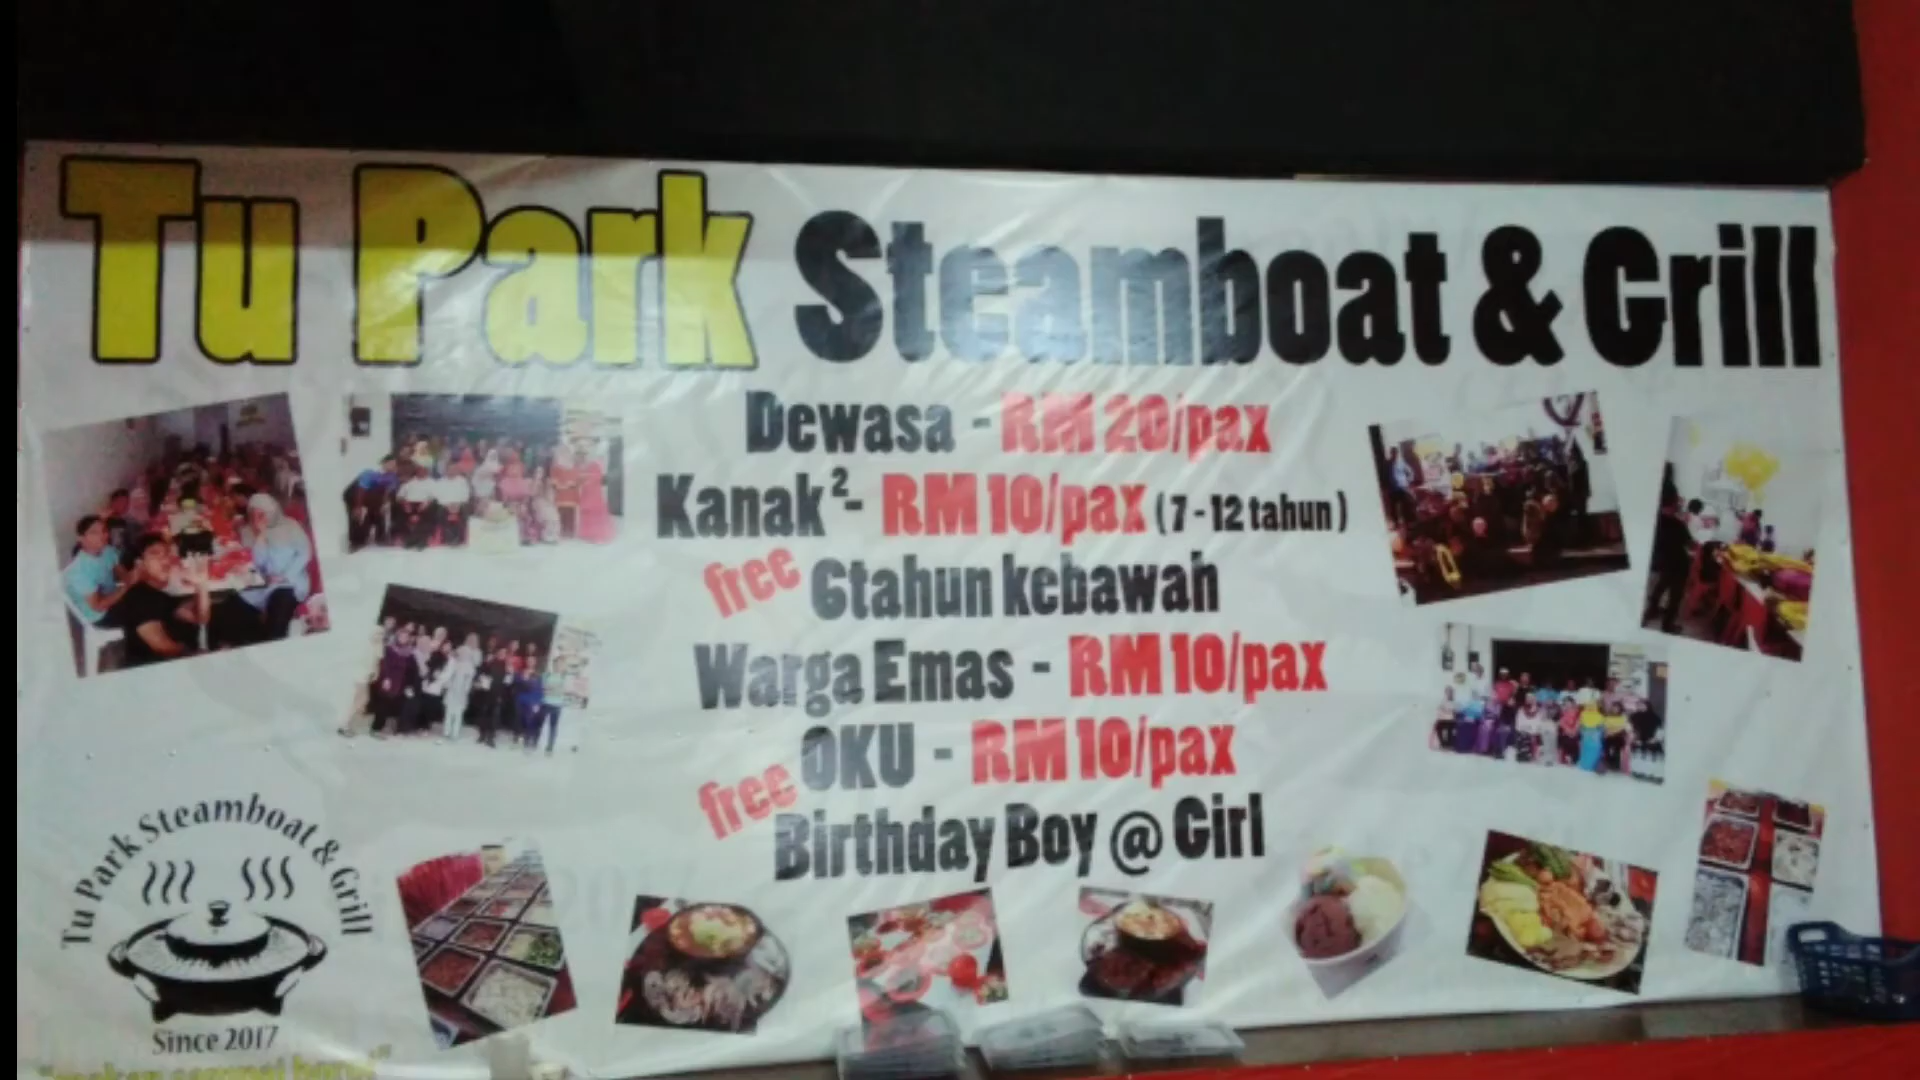 Tu Park Steamboat & Grill
Dewasa - RM 20/pax
Kanak²- RM 10/pax (7 - 12 tahun)
free 6tahun kebawah
Warga Emas - RM 10/pax
OKU - RM 10/pax
free Birthday Boy @ Girl
Tu Park Steamboat & Grill
Since 2017